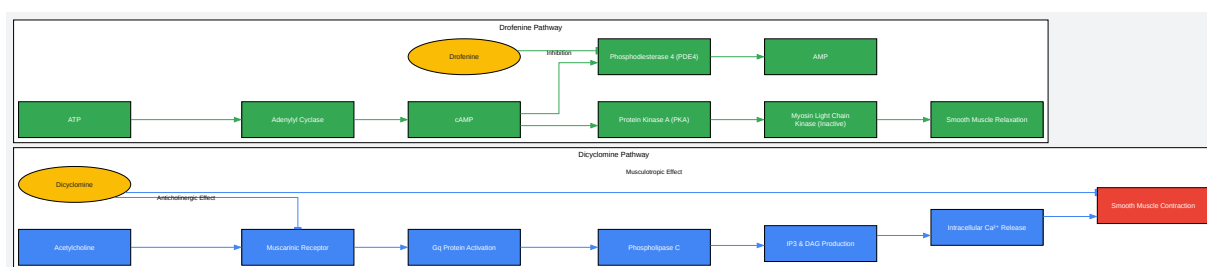 Drofenine Pathway
Drofenine
Inhibition
Phosphodiesterase 4 (PDE4)
AMP
ATP
Adenylyl Cyclase
cAMP
Protein Kinase A (PKA)
Myosin Light Chain
Kinase (Inactive)
Smooth Muscle Relaxation
Dicyclomine Pathway
Musculotropic Effect
Dicyclomine
Anticholinergic Effect
Smooth Muscle Contraction
Acetylcholine
Muscarinic Receptor
Gq Protein Activation
Phospholipase C
IP3 & DAG Production
Intracellular Ca²⁺ Release